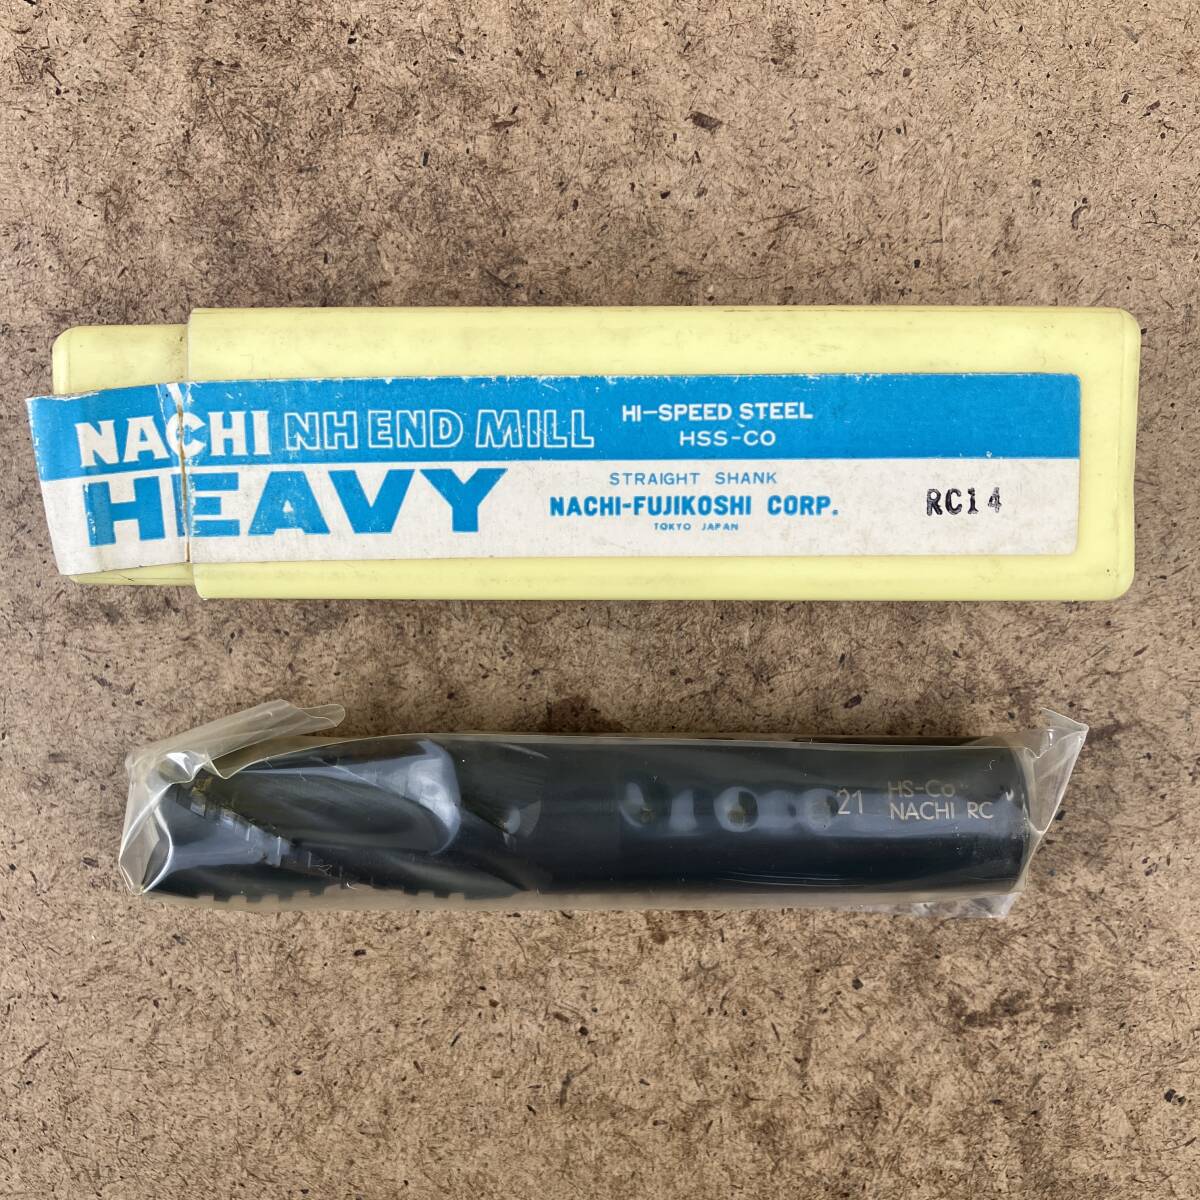 NACHI NH END MILL
HEAVY
HI-SPEED STEEL
HSS-CO
STRAIGHT SHANK
NACHI-FUJIKOSHI CORP.
TOKYO JAPAN
RC14
21 HS-Co
NACHI RC